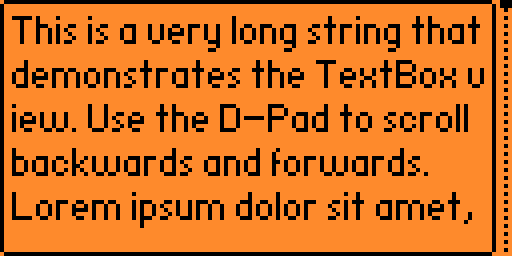 This is a very long string that
demonstrates the TextBox v
iew. Use the D-Pad to scroll
backwards and forwards.
Lorem ipsum dolor sit amet,